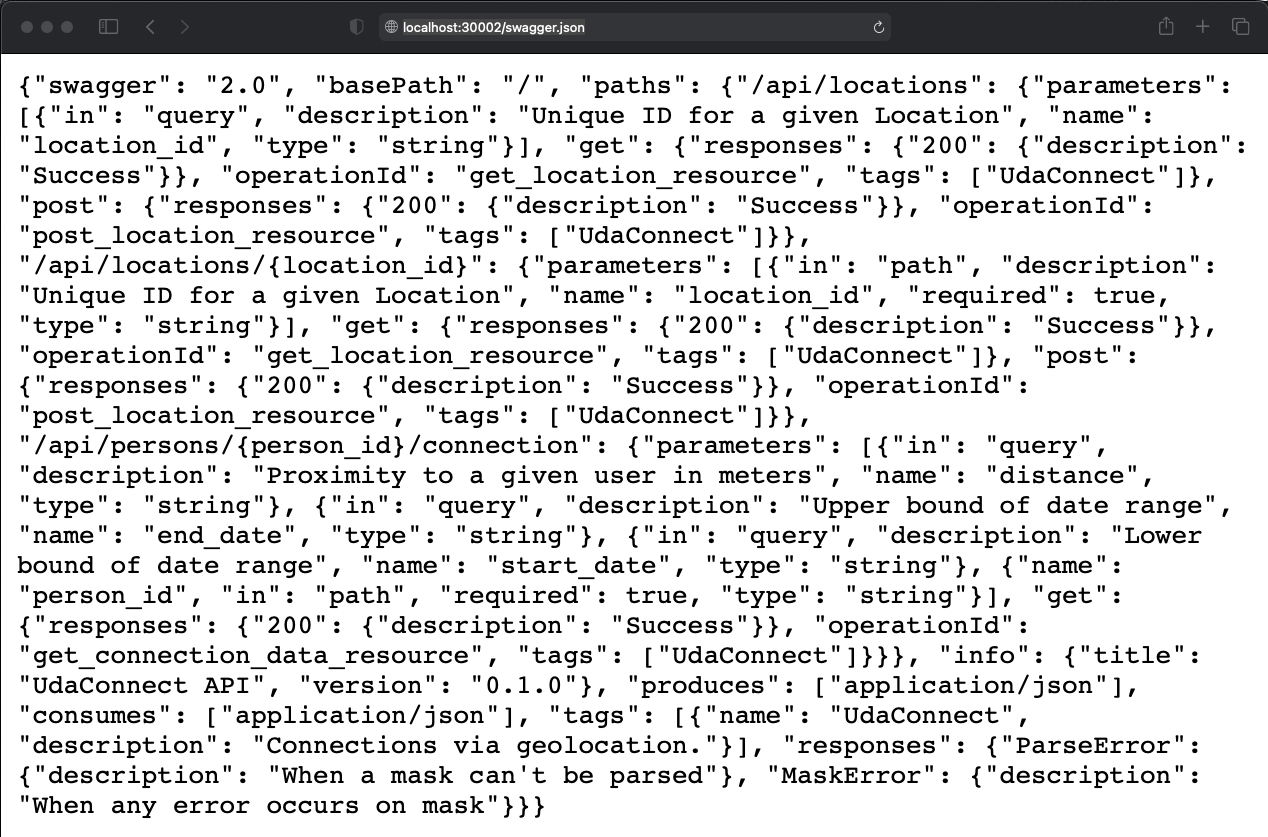 localhost:30002/swagger.json
{"swagger": "2.0", "basePath": "/", "paths": {"/api/locations": {"parameters":
[{"in": "query", "description": "Unique ID for a given Location", "name":
"location_id", "type": "string"}], "get": {"responses": {"200": {"description":
"Success"}}, "operationId": "get_location_resource", "tags": ["UdaConnect"]},
"post": {"responses": {"200": {"description": "Success"}}, "operationId":
"post_location_resource", "tags": ["UdaConnect"]}},
"/api/locations/{location_id}": {"parameters": [{"in": "path", "description":
"Unique ID for a given Location", "name": "location_id", "required": true,
"type": "string"}], "get": {"responses": {"200": {"description": "Success"}},
"operationId": "get_location_resource", "tags": ["UdaConnect"]}, "post":
{"responses": {"200": {"description": "Success"}}, "operationId":
"post_location_resource", "tags": ["UdaConnect"]}},
"/api/persons/{person_id}/connection": {"parameters": [{"in": "query",
"description": "Proximity to a given user in meters", "name": "distance",
"type": "string"}, {"in": "query", "description": "Upper bound of date range",
"name": "end_date", "type": "string"}, {"in": "query", "description": "Lower
bound of date range", "name": "start_date", "type": "string"}, {"name":
"person_id", "in": "path", "required": true, "type": "string"}], "get":
{"responses": {"200": {"description": "Success"}}, "operationId":
"get_connection_data_resource", "tags": ["UdaConnect"]}}}, "info": {"title":
"UdaConnect API", "version": "0.1.0"}, "produces": ["application/json"],
"consumes": ["application/json"], "tags": [{"name": "UdaConnect",
"description": "Connections via geolocation."}], "responses": {"ParseError":
{"description": "When a mask can't be parsed"}, "MaskError": {"description":
"When any error occurs on mask"}}}